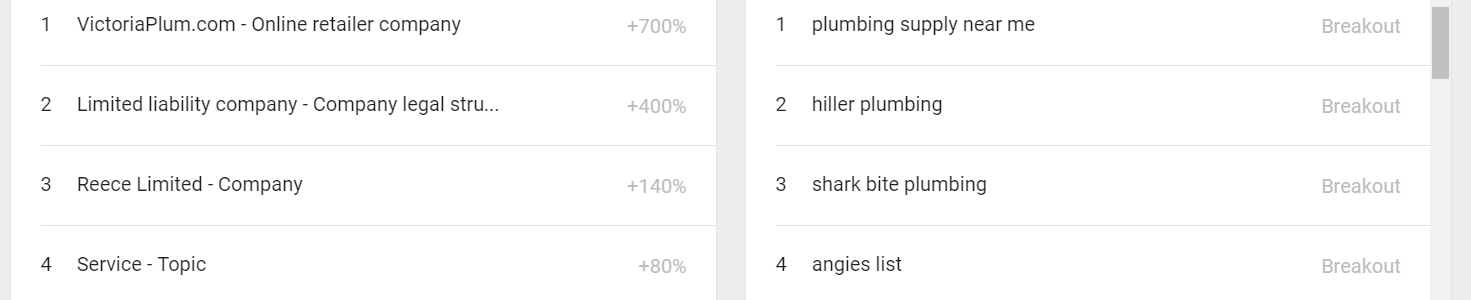 1 VictoriaPlum.com - Online retailer company +700%
2 Limited liability company - Company legal stru... +400%
3 Reece Limited - Company +140%
4 Service - Topic +80%
1 plumbing supply near me Breakout
2 hiller plumbing Breakout
3 shark bite plumbing Breakout
4 angies list Breakout